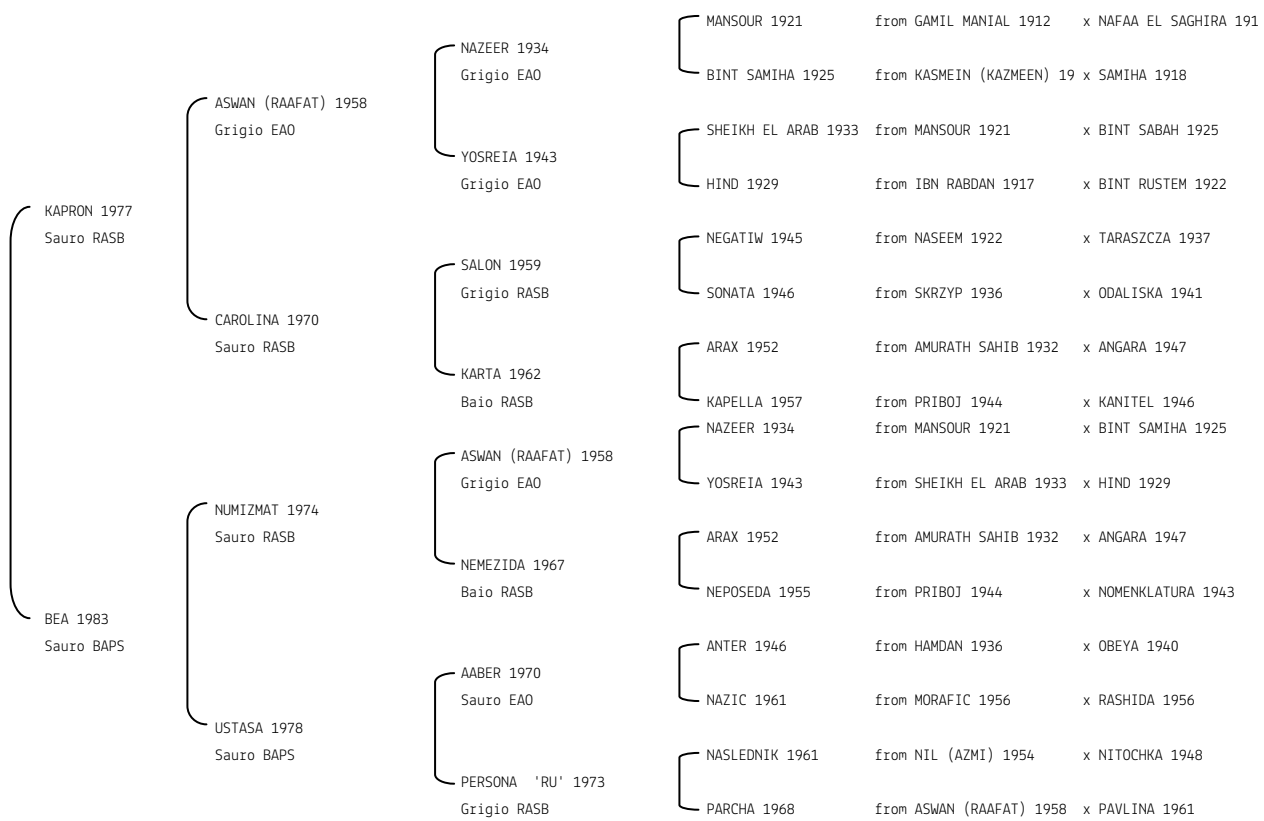 MANSOUR 1921 from GAMIL MANIAL 1912 x NAFAA EL SAGHIRA 191
NAZEER 1934
Grigio EAO
BINT SAMIHA 1925 from KASMEIN (KAZMEEN) 19 x SAMIHA 1918
ASWAN (RAAFAT) 1958
Grigio EAO
SHEIKH EL ARAB 1933 from MANSOUR 1921 x BINT SABAH 1925
YOSREIA 1943
Grigio EAO
HIND 1929 from IBN RABDAN 1917 x BINT RUSTEM 1922
KAPRON 1977
Sauro RASB
NEGATIW 1945 from NASEEM 1922 x TARASZCZA 1937
SALON 1959
Grigio RASB
SONATA 1946 from SKRZYP 1936 x ODALISKA 1941
CAROLINA 1970
Sauro RASB
ARAX 1952 from AMURATH SAHIB 1932 x ANGARA 1947
KARTA 1962
Baio RASB
KAPELLA 1957 from PRIBOJ 1944 x KANITEL 1946
NAZEER 1934 from MANSOUR 1921 x BINT SAMIHA 1925
ASWAN (RAAFAT) 1958
Grigio EAO
YOSREIA 1943 from SHEIKH EL ARAB 1933 x HIND 1929
NUMIZMAT 1974
Sauro RASB
ARAX 1952 from AMURATH SAHIB 1932 x ANGARA 1947
NEMEZIDA 1967
Baio RASB
NEPOSEDA 1955 from PRIBOJ 1944 x NOMENKLATURA 1943
BEA 1983
Sauro BAPS
ANTER 1946 from HAMDAN 1936 x OBEYA 1940
AABER 1970
Sauro EAO
NAZIC 1961 from MORAFIC 1956 x RASHIDA 1956
USTASA 1978
Sauro BAPS
NASLEDNIK 1961 from NIL (AZMI) 1954 x NITOCHKA 1948
PERSONA 'RU' 1973
Grigio RASB
PARCHA 1968 from ASWAN (RAAFAT) 1958 x PAVLINA 1961